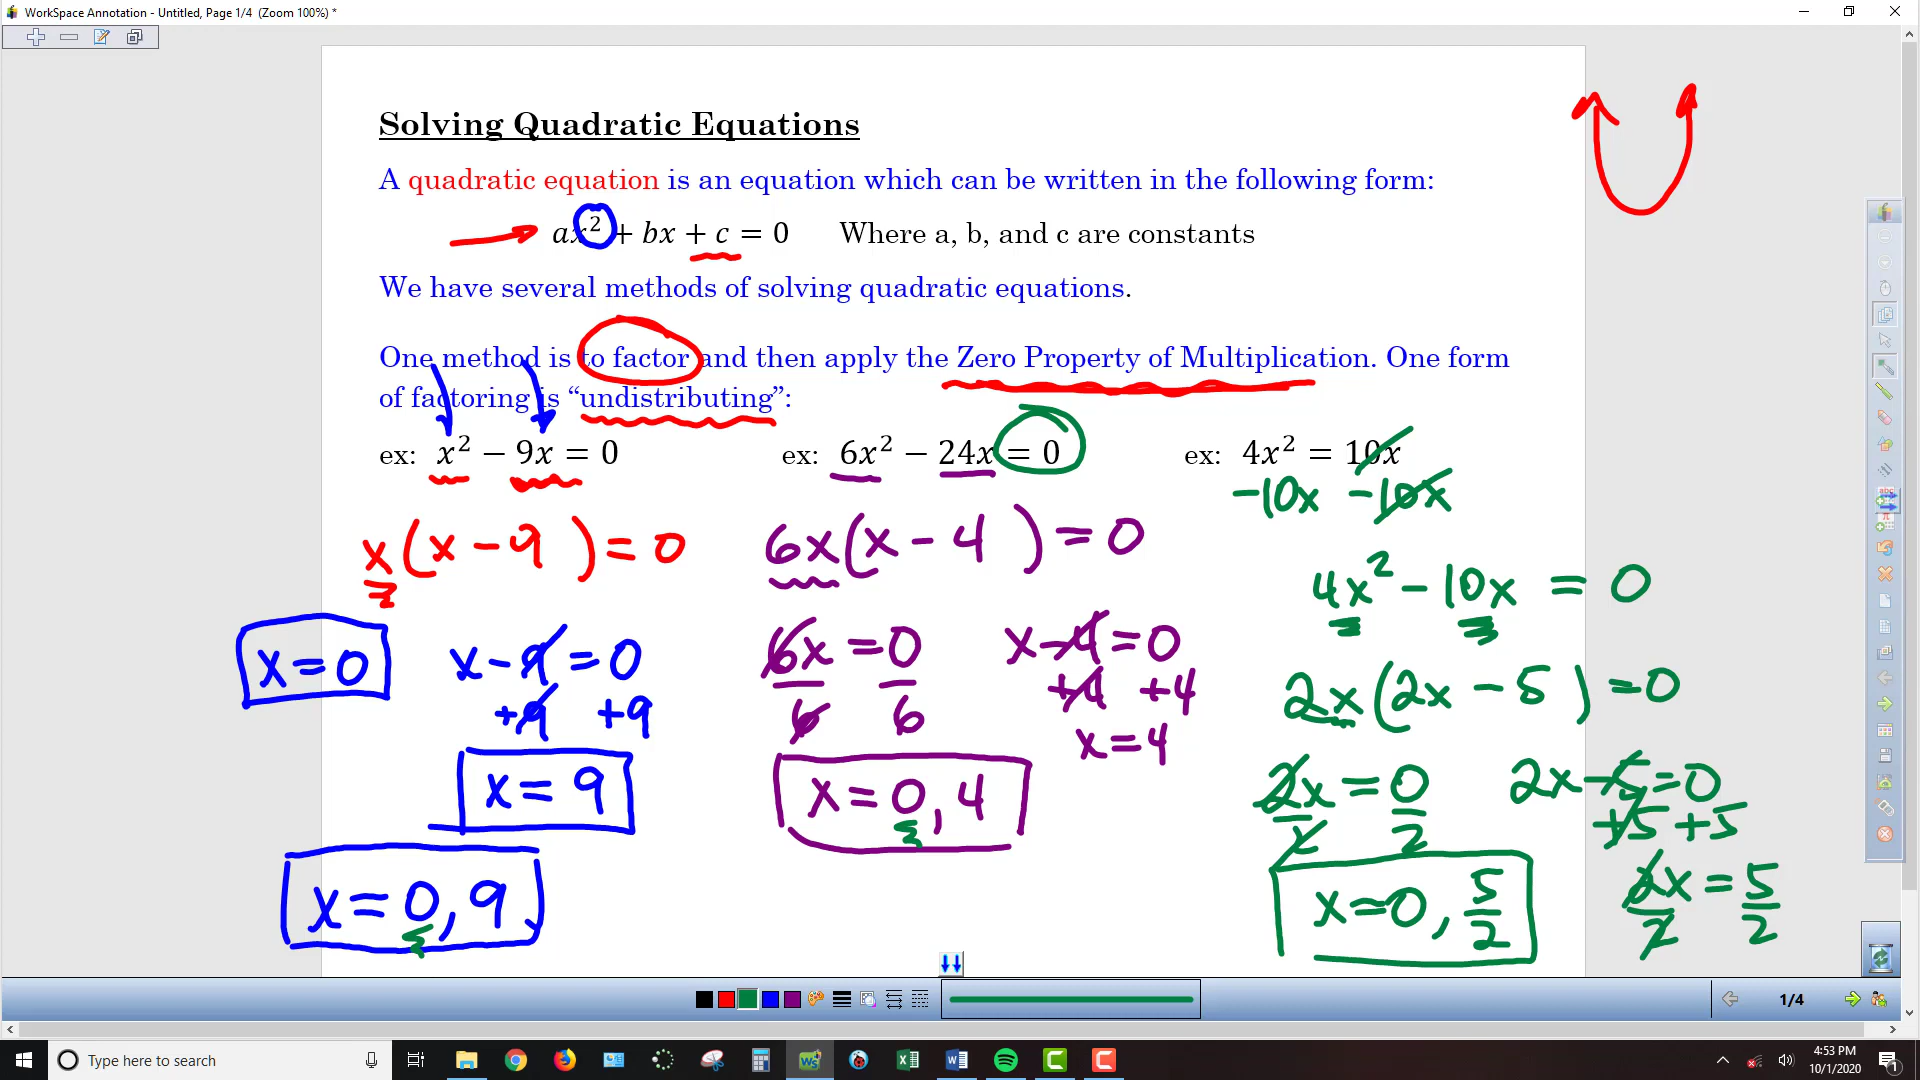 WorkSpace Annotation - Untitled, Page 1/4 (Zoom 100%) *
Solving Quadratic Equations
A quadratic equation is an equation which can be written in the following form:
ax² + bx + c = 0 Where a, b, and c are constants
We have several methods of solving quadratic equations.
One method is to factor and then apply the Zero Property of Multiplication. One form
of factoring is “undistributing”:
ex: x² − 9x = 0 ex: 6x² − 24x = 0 ex: 4x² = 10x
−10x −10x
x(x − 9) = 0 6x(x − 4) = 0
4x² − 10x = 0
x = 0 x − 9 = 0 6x = 0 x − 4 = 0
+9 +9 6 6 +4 +4
2x(2x − 5) = 0
x = 4
x = 9 x = 0, 4
2x = 0 2x − 5 = 0
2 2 +5 +5
x = 0, 9 x = 0, 5/2 2x = 5
2 2
1/4
Type here to search
4:53 PM
10/1/2020
1